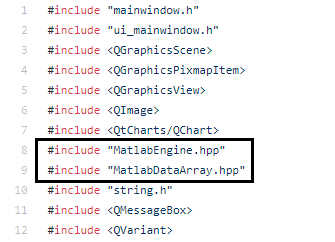 1 #include "mainwindow.h"
2 #include "ui_mainwindow.h"
3 #include <QGraphicsScene>
4 #include <QGraphicsPixmapItem>
5 #include <QGraphicsView>
6 #include <QImage>
7 #include <QtCharts/QChart>
8 #include "MatlabEngine.hpp"
9 #include "MatlabDataArray.hpp"
10 #include "string.h"
11 #include <QMessageBox>
12 #include <QVariant>